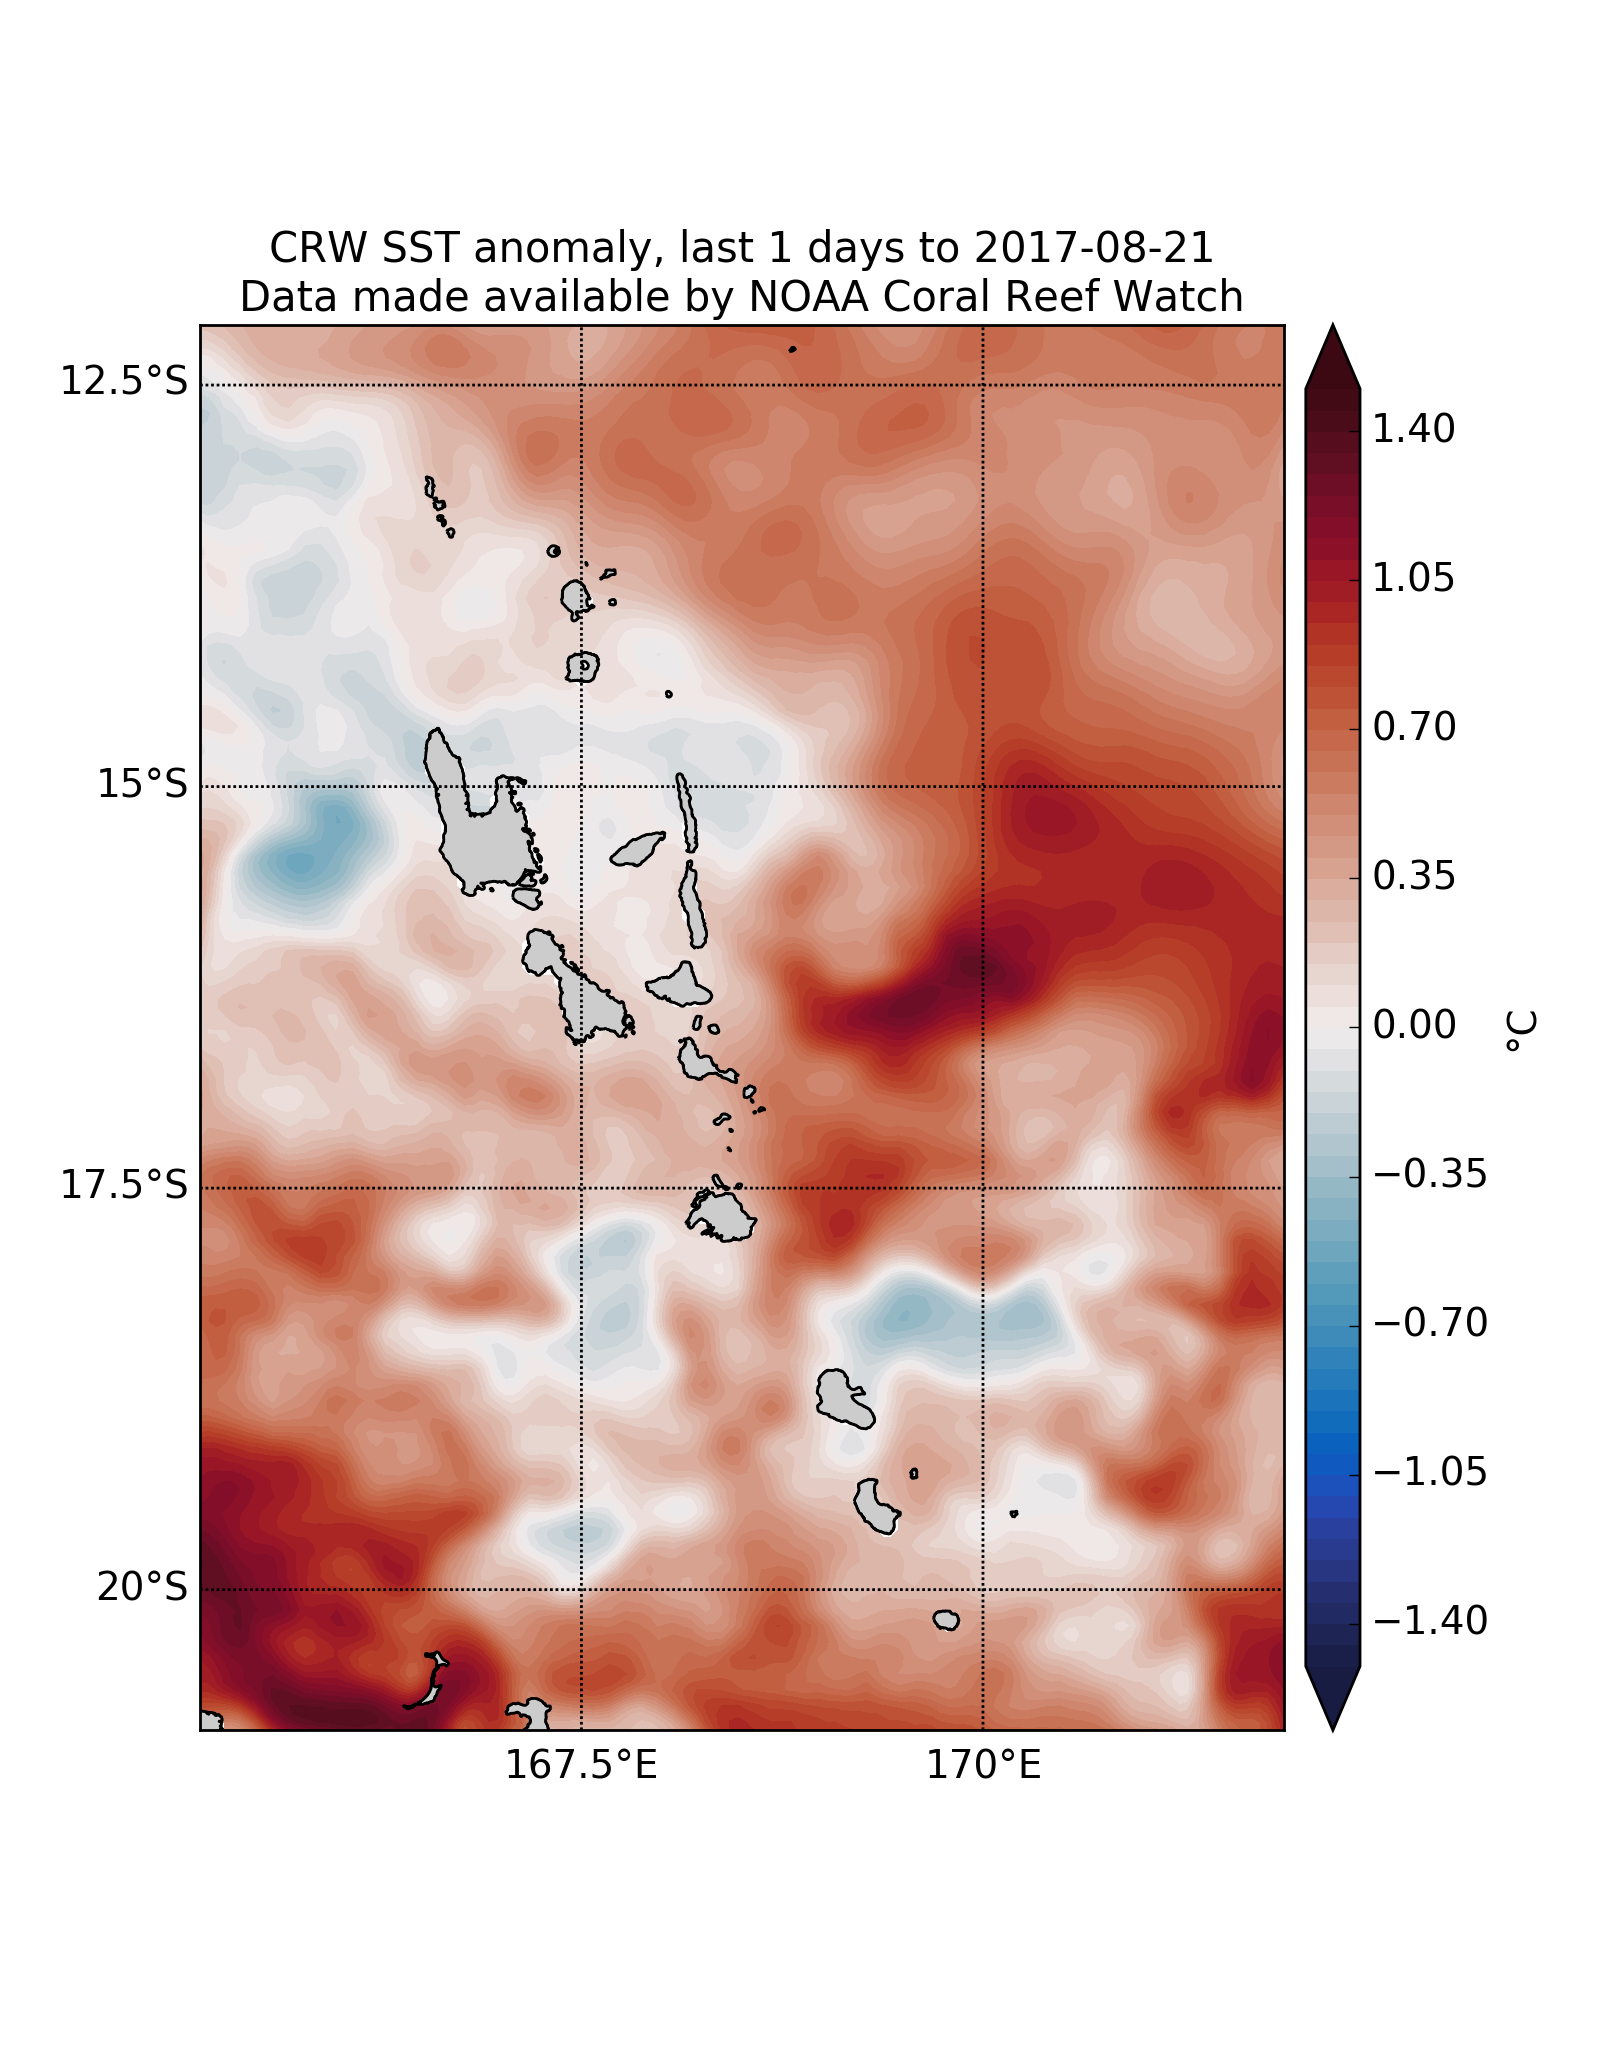 CRW SST anomaly, last 1 days to 2017-08-21
Data made available by NOAA Coral Reef Watch
12.5°S
15°S
17.5°S
20°S
167.5°E
170°E
1.40
1.05
0.70
0.35
0.00
−0.35
−0.70
−1.05
−1.40
°C